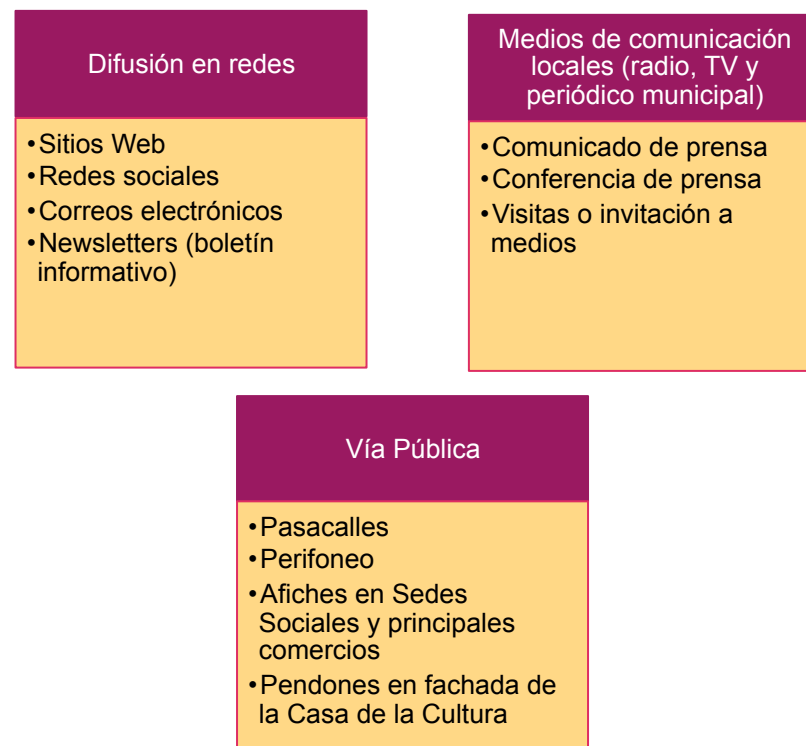 Difusión en redes
•Sitios Web
•Redes sociales
•Correos electrónicos
•Newsletters (boletín
informativo)
Medios de comunicación
locales (radio, TV y
periódico municipal)
•Comunicado de prensa
•Conferencia de prensa
•Visitas o invitación a
medios
Vía Pública
•Pasacalles
•Perifoneo
•Afiches en Sedes
Sociales y principales
comercios
•Pendones en fachada de
la Casa de la Cultura